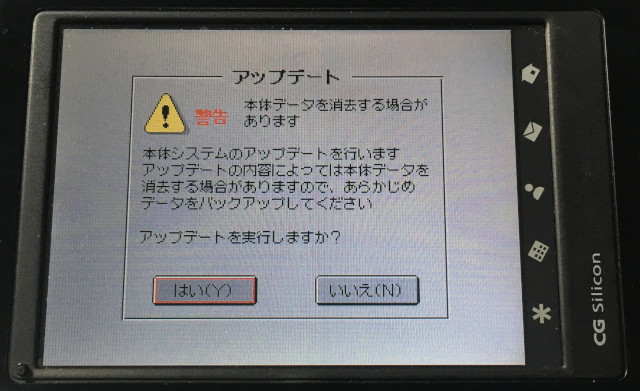 アップデート
警告
本体データを消去する場合が
あります
本体システムのアップデートを行います
アップデートの内容によっては本体データを
消去する場合がありますので、あらかじめ
データをバックアップしてください
アップデートを実行しますか？
はい(Y)
いいえ(N)
CG Silicon